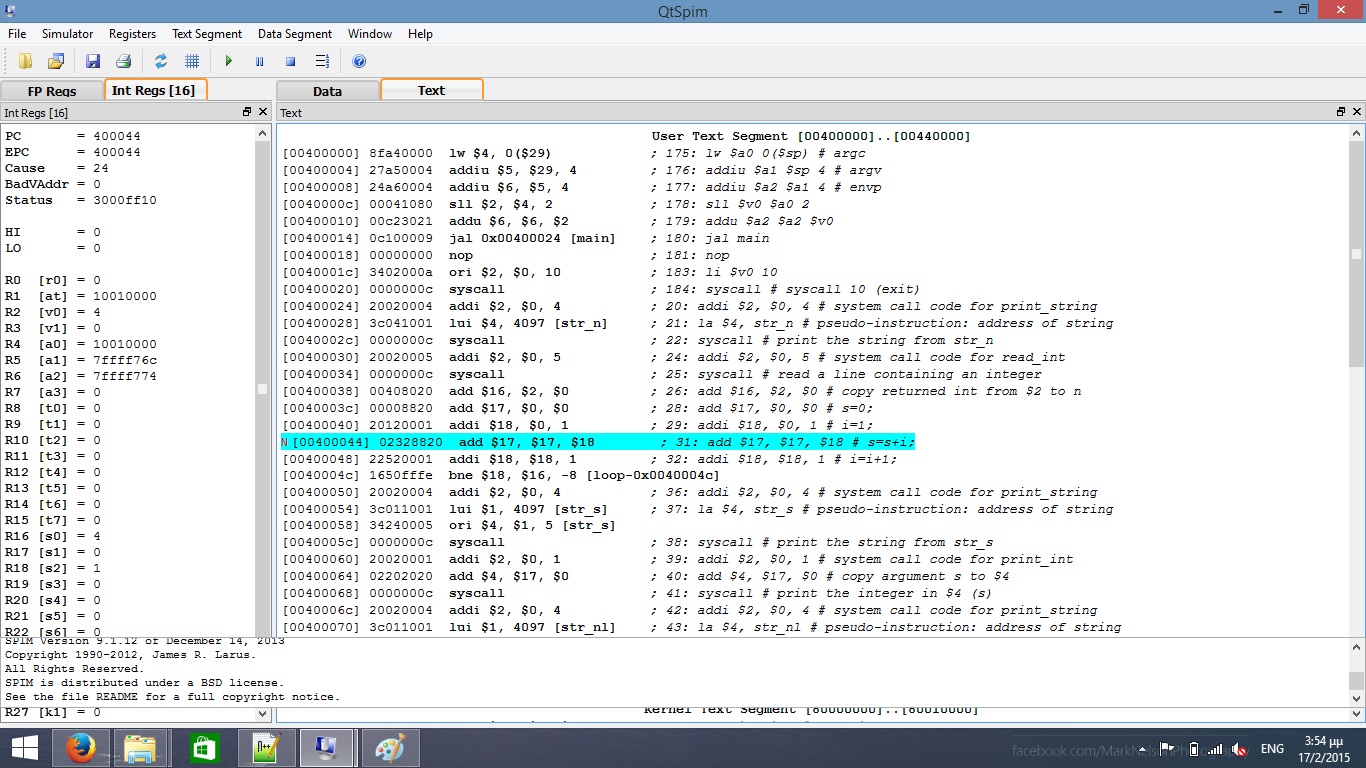 QtSpim
File Simulator Registers Text Segment Data Segment Window Help
FP Regs Int Regs [16] Data Text
Int Regs [16]
PC = 400044
EPC = 400044
Cause = 24
BadVAddr = 0
Status = 3000ff10
HI = 0
LO = 0
R0 [r0] = 0
R1 [at] = 10010000
R2 [v0] = 4
R3 [v1] = 0
R4 [a0] = 10010000
R5 [a1] = 7ffff76c
R6 [a2] = 7ffff774
R7 [a3] = 0
R8 [t0] = 0
R9 [t1] = 0
R10 [t2] = 0
R11 [t3] = 0
R12 [t4] = 0
R13 [t5] = 0
R14 [t6] = 0
R15 [t7] = 0
R16 [s0] = 4
R17 [s1] = 0
R18 [s2] = 1
R19 [s3] = 0
R20 [s4] = 0
R21 [s5] = 0
R22 [s6] = 0
Text
User Text Segment [00400000]..[00440000]
[00400000] 8fa40000 lw $4, 0($29) ; 175: lw $a0 0($sp) # argc
[00400004] 27a50004 addiu $5, $29, 4 ; 176: addiu $a1 $sp 4 # argv
[00400008] 24a60004 addiu $6, $5, 4 ; 177: addiu $a2 $a1 4 # envp
[0040000c] 00041080 sll $2, $4, 2 ; 178: sll $v0 $a0 2
[00400010] 00c23021 addu $6, $6, $2 ; 179: addu $a2 $a2 $v0
[00400014] 0c100009 jal 0x00400024 [main] ; 180: jal main
[00400018] 00000000 nop ; 181: nop
[0040001c] 3402000a ori $2, $0, 10 ; 183: li $v0 10
[00400020] 0000000c syscall ; 184: syscall # syscall 10 (exit)
[00400024] 20020004 addi $2, $0, 4 ; 20: addi $2, $0, 4 # system call code for print_string
[00400028] 3c041001 lui $4, 4097 [str_n] ; 21: la $4, str_n # pseudo-instruction: address of string
[0040002c] 0000000c syscall ; 22: syscall # print the string from str_n
[00400030] 20020005 addi $2, $0, 5 ; 24: addi $2, $0, 5 # system call code for read_int
[00400034] 0000000c syscall ; 25: syscall # read a line containing an integer
[00400038] 00408020 add $16, $2, $0 ; 26: add $16, $2, $0 # copy returned int from $2 to n
[0040003c] 00008820 add $17, $0, $0 ; 28: add $17, $0, $0 # s=0;
[00400040] 20120001 addi $18, $0, 1 ; 29: addi $18, $0, 1 # i=1;
N [00400044] 02328820 add $17, $17, $18 ; 31: add $17, $17, $18 # s=s+i;
[00400048] 22520001 addi $18, $18, 1 ; 32: addi $18, $18, 1 # i=i+1;
[0040004c] 1650fffe bne $18, $16, -8 [loop-0x0040004c]
[00400050] 20020004 addi $2, $0, 4 ; 36: addi $2, $0, 4 # system call code for print_string
[00400054] 3c011001 lui $1, 4097 [str_s] ; 37: la $4, str_s # pseudo-instruction: address of string
[00400058] 34240005 ori $4, $1, 5 [str_s]
[0040005c] 0000000c syscall ; 38: syscall # print the string from str_s
[00400060] 20020001 addi $2, $0, 1 ; 39: addi $2, $0, 1 # system call code for print_int
[00400064] 02202020 add $4, $17, $0 ; 40: add $4, $17, $0 # copy argument s to $4
[00400068] 0000000c syscall ; 41: syscall # print the integer in $4 (s)
[0040006c] 20020004 addi $2, $0, 4 ; 42: addi $2, $0, 4 # system call code for print_string
[00400070] 3c011001 lui $1, 4097 [str_nl] ; 43: la $4, str_nl # pseudo-instruction: address of string
SPIM Version 9.1.12 of December 14, 2013
Copyright 1990-2012, James R. Larus.
All Rights Reserved.
SPIM is distributed under a BSD license.
See the file README for a full copyright notice.
R27 [k1] = 0
Kernel Text Segment [80000000]..[80010000]
facebook.com/MarkNelsonPhotography
ENG
3:54 μμ
17/2/2015